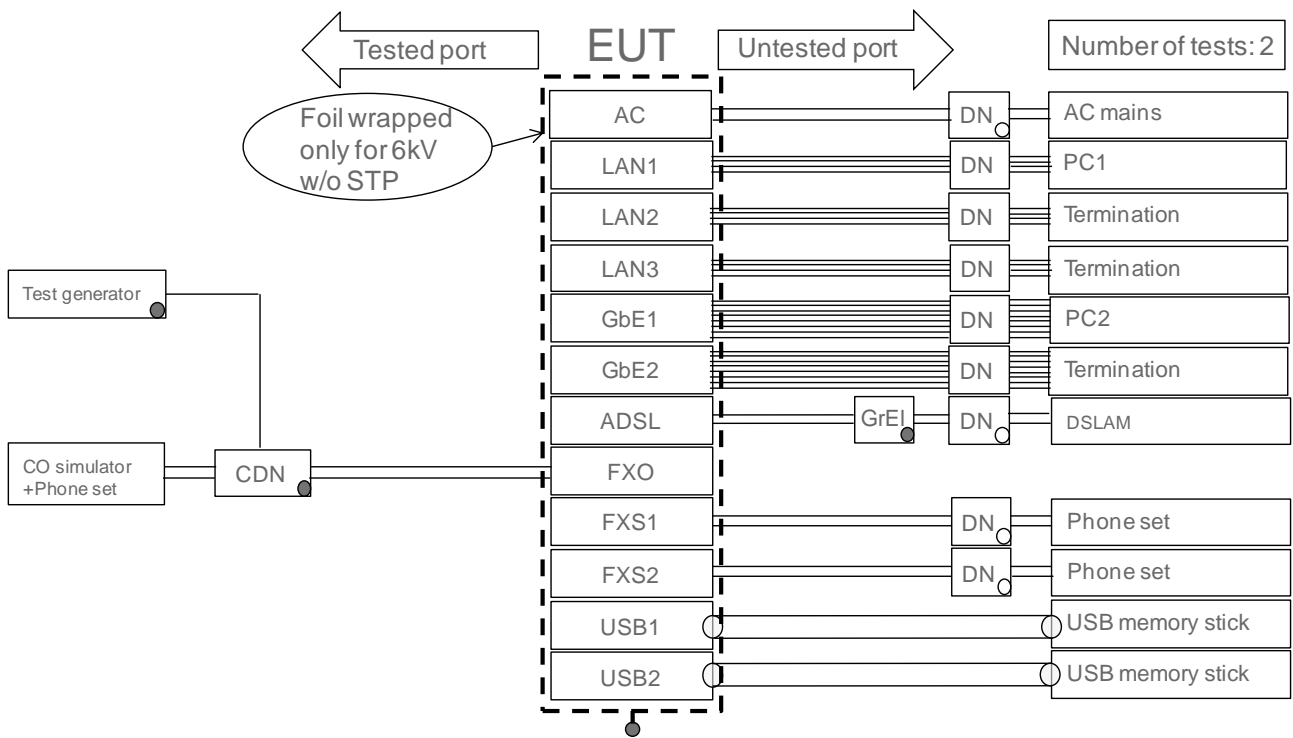 Tested port
EUT
Untested port
Number of tests: 2
Foil wrapped
only for 6kV
w/o STP
AC
DN
AC mains
LAN1
DN
PC1
LAN2
DN
Termination
LAN3
DN
Termination
Test generator
GbE1
DN
PC2
GbE2
DN
Termination
ADSL
GrEl
DN
DSLAM
CO simulator
+Phone set
CDN
FXO
FXS1
DN
Phone set
FXS2
DN
Phone set
USB1
USB memory stick
USB2
USB memory stick